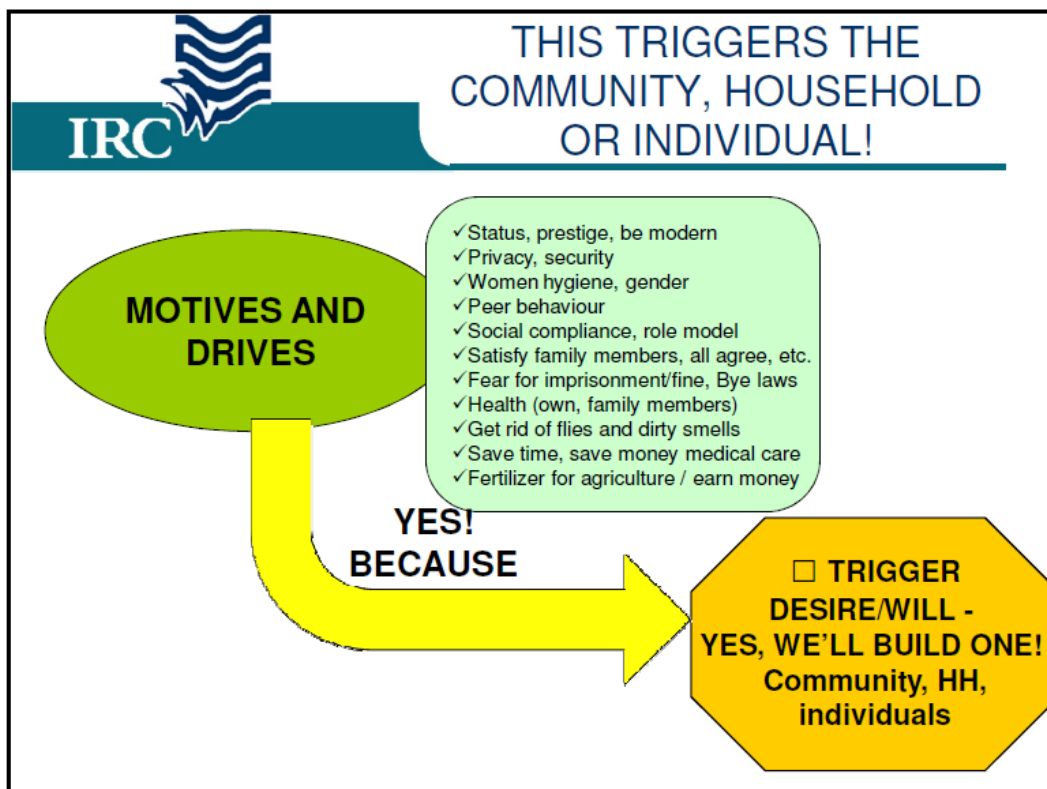 IRC
THIS TRIGGERS THE
COMMUNITY, HOUSEHOLD
OR INDIVIDUAL!
MOTIVES AND
DRIVES
✓Status, prestige, be modern
✓Privacy, security
✓Women hygiene, gender
✓Peer behaviour
✓Social compliance, role model
✓Satisfy family members, all agree, etc.
✓Fear for imprisonment/fine, Bye laws
✓Health (own, family members)
✓Get rid of flies and dirty smells
✓Save time, save money medical care
✓Fertilizer for agriculture / earn money
YES!
BECAUSE
☐ TRIGGER
DESIRE/WILL -
YES, WE'LL BUILD ONE!
Community, HH,
individuals